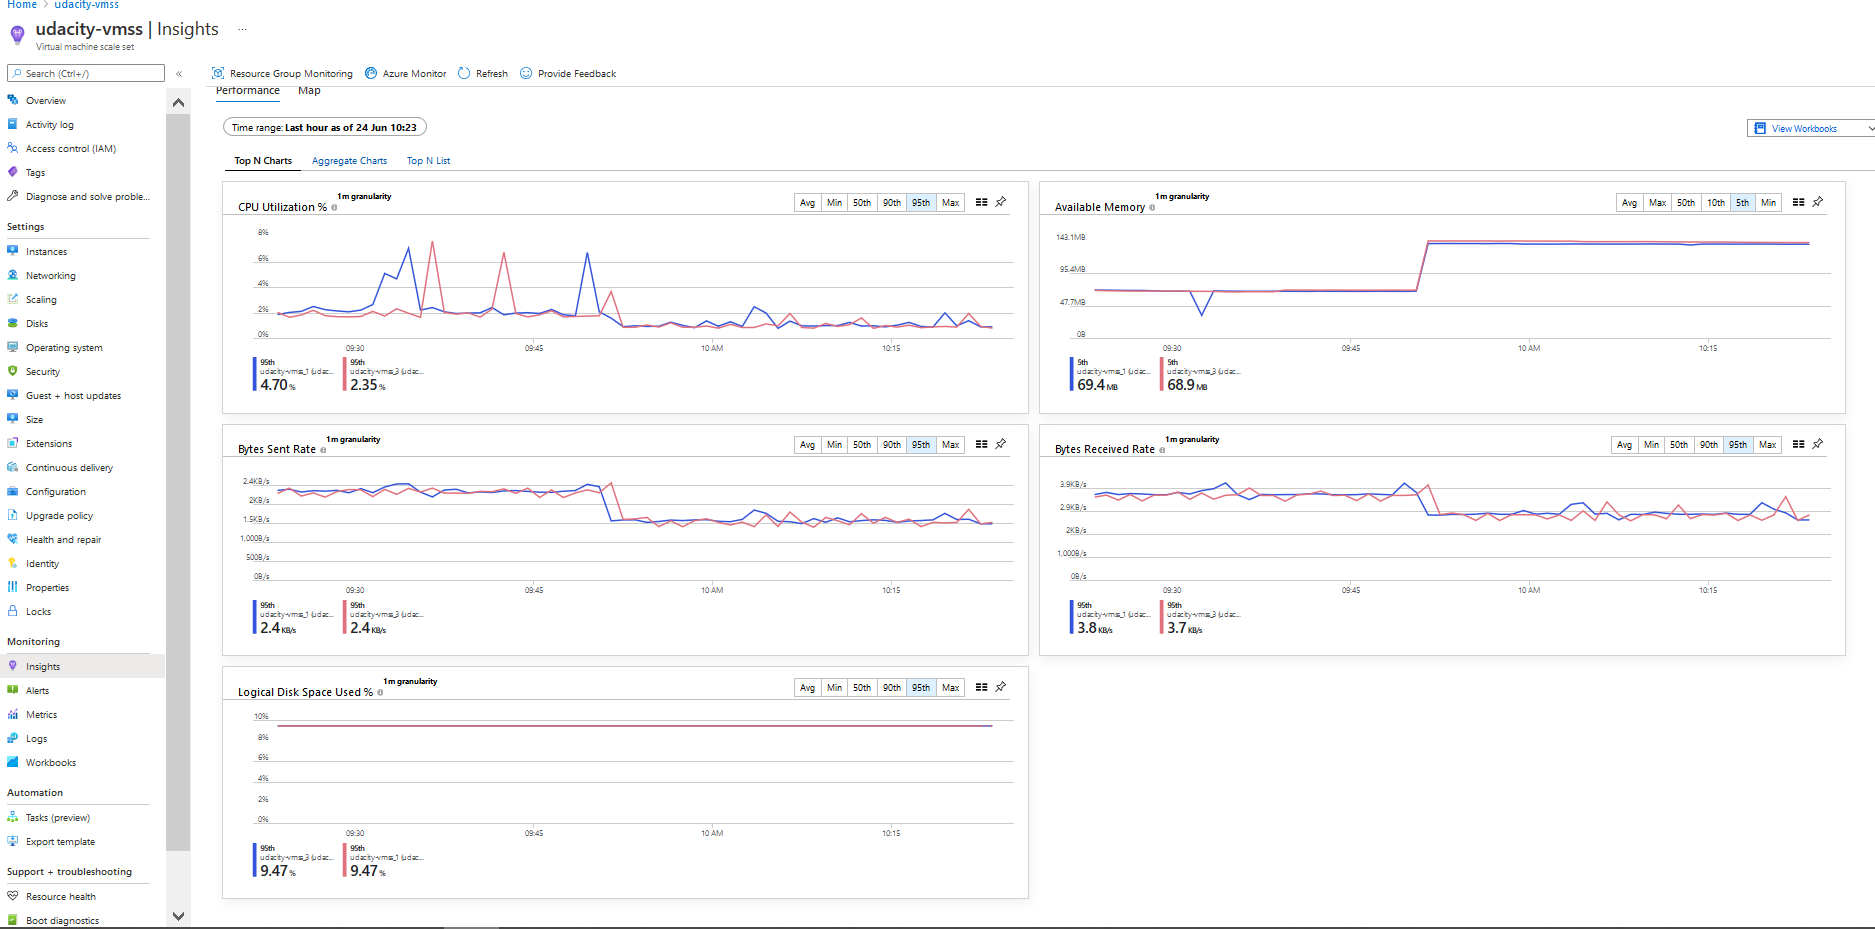 Home > udacity-vmss
udacity-vmss | Insights ...
Virtual machine scale set
Search (Ctrl+/) «
Resource Group Monitoring Azure Monitor Refresh Provide Feedback
Overview
Activity log
Access control (IAM)
Tags
Diagnose and solve proble...
Settings
Instances
Networking
Scaling
Disks
Operating system
Security
Guest + host updates
Size
Extensions
Continuous delivery
Configuration
Upgrade policy
Health and repair
Identity
Properties
Locks
Monitoring
Insights
Alerts
Metrics
Logs
Workbooks
Automation
Tasks (preview)
Export template
Support + troubleshooting
Resource health
Boot diagnostics
Performance Map
Time range: Last hour as of 24 Jun 10:23
View Workbooks
Top N Charts Aggregate Charts Top N List
CPU Utilization % 1m granularity
Avg Min 50th 90th 95th Max
8%
6%
4%
2%
0%
09:30 09:45 10 AM 10:15
95th 95th
udacity-vmss_1 (udac... udacity-vmss_3 (udac...
4.70 % 2.35 %
Available Memory 1m granularity
Avg Max 50th 10th 5th Min
143.1MB
95.4MB
47.7MB
0B
09:30 09:45 10 AM 10:15
5th 5th
udacity-vmss_1 (udac... udacity-vmss_3 (udac...
69.4 MB 68.9 MB
Bytes Sent Rate 1m granularity
Avg Min 50th 90th 95th Max
2.4KB/s
2KB/s
1.5KB/s
1,000B/s
500B/s
0B/s
09:30 09:45 10 AM 10:15
95th 95th
udacity-vmss_1 (udac... udacity-vmss_3 (udac...
2.4 KB/s 2.4 KB/s
Bytes Received Rate 1m granularity
Avg Min 50th 90th 95th Max
3.9KB/s
2.9KB/s
2KB/s
1,000B/s
0B/s
09:30 09:45 10 AM 10:15
95th 95th
udacity-vmss_1 (udac... udacity-vmss_3 (udac...
3.8 KB/s 3.7 KB/s
Logical Disk Space Used % 1m granularity
Avg Min 50th 90th 95th Max
10%
8%
6%
4%
2%
0%
09:30 09:45 10 AM 10:15
95th 95th
udacity-vmss_3 (udac... udacity-vmss_1 (udac...
9.47 % 9.47 %